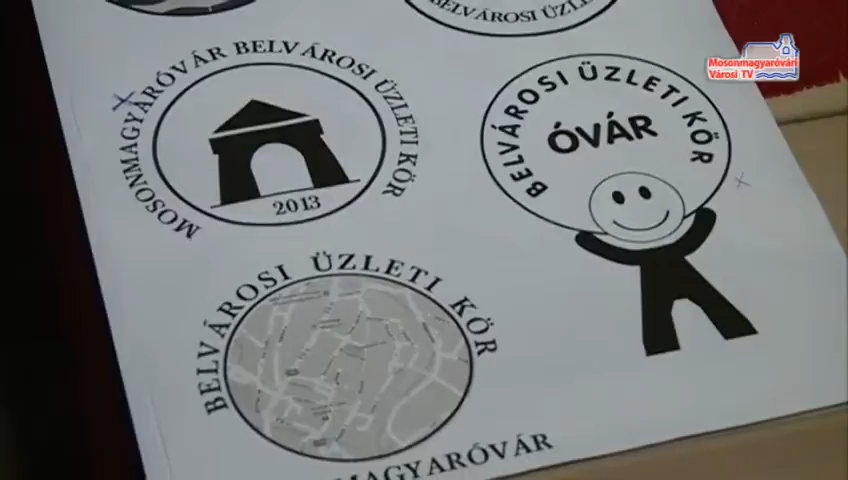 BELVÁROSI ÜZLETI
Mosonmagyaróvári
Városi TV
MOSONMAGYARÓVÁR BELVÁROSI ÜZLETI KÖR
2013
BELVÁROSI ÜZLETI KÖR
ÓVÁR
BELVÁROSI ÜZLETI KÖR
MAGYARÓVÁR